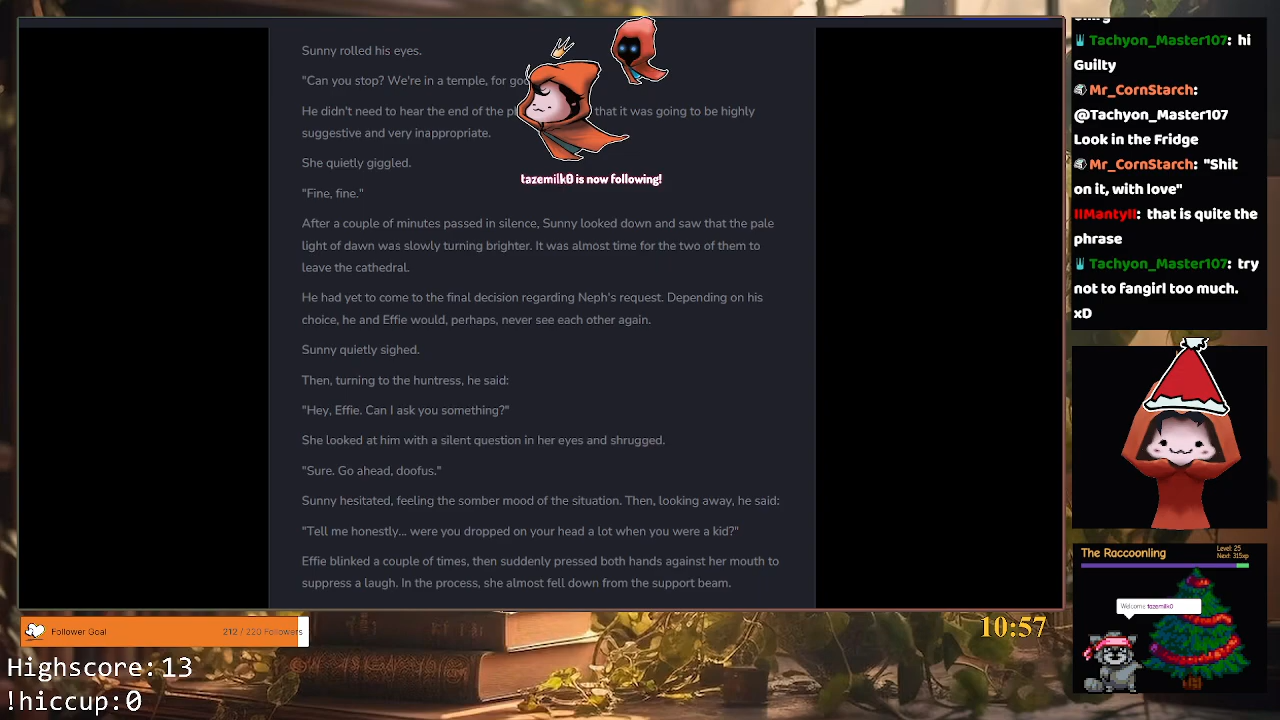 Sunny rolled his eyes.
"Can you stop? We're in a temple, for
He didn't need to hear the end of the that it was going to be highly
suggestive and very inappropriate.
She quietly giggled.
"Fine, fine."
After a couple of minutes passed in silence, Sunny looked down and saw that the pale
light of dawn was slowly turning brighter. It was almost time for the two of them to
leave the cathedral.
He had yet to come to the final decision regarding Neph's request. Depending on his
choice, he and Effie would, perhaps, never see each other again.
Sunny quietly sighed.
Then, turning to the huntress, he said:
"Hey, Effie. Can I ask you something?"
She looked at him with a silent question in her eyes and shrugged.
"Sure. Go ahead, doofus."
Sunny hesitated, feeling the somber mood of the situation. Then, looking away, he said:
"Tell me honestly... were you dropped on your head a lot when you were a kid?"
Effie blinked a couple of times, then suddenly pressed both hands against her mouth to
suppress a laugh. In the process, she almost fell down from the support beam.
tazemilk0 is now following!
Tachyon_Master107: hi
Guilty
Mr_CornStarch:
@Tachyon_Master107
Look in the Fridge
Mr_CornStarch: "Shit
on it, with love"
IIMantyII: that is quite the
phrase
Tachyon_Master107: try
not to fangirl too much.
xD
The Raccoonling
Level: 25
Next: 315xp
Welcome tazemilk0
Follower Goal
212 / 220 Followers
10:57
Highscore:13
!hiccup:0